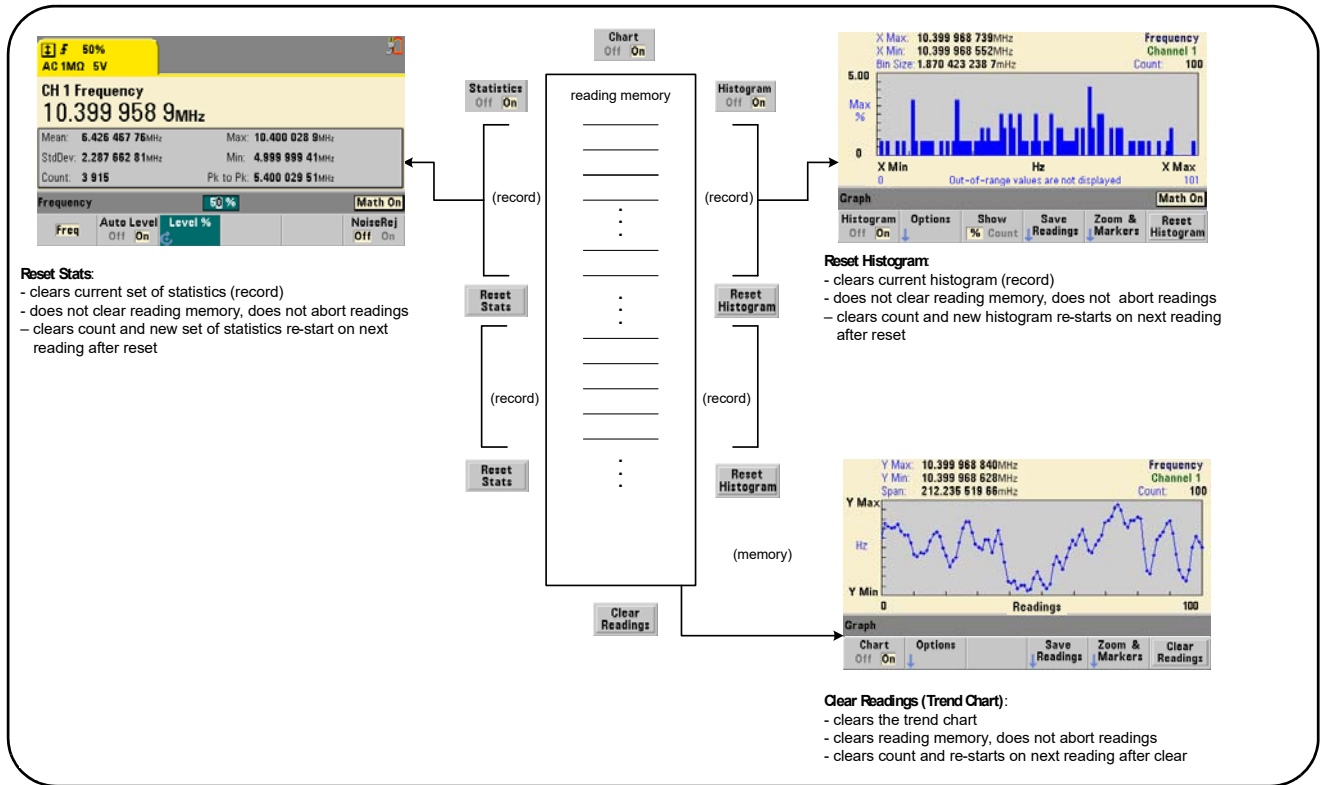 Chart
Off On
50%
AC 1MΩ 5V
CH 1 Frequency
10.399 958 9MHz
Mean: 6.426 467 76MHz Max: 10.400 028 9MHz
StdDev: 2.287 662 81MHz Min: 4.999 999 41MHz
Count: 3 915 Pk to Pk: 5.400 029 51MHz
Frequency 50 % Math On
Freq Auto Level Off On Level % NoiseRej Off On
Reset Stats:
- clears current set of statistics (record)
- does not clear reading memory, does not abort readings
– clears count and new set of statistics re-start on next
reading after reset
Statistics
Off On
(record)
Reset
Stats
(record)
Reset
Stats
reading memory
Clear
Readings
Histogram
Off On
(record)
Reset
Histogram
(record)
Reset
Histogram
(memory)
X Max: 10.399 968 739MHz Frequency
X Min: 10.399 968 552MHz Channel 1
Bin Size: 1.870 423 238 7mHz Count: 100
5.00
Max
%
0
X Min Hz X Max
0 Out-of-range values are not displayed 101
Graph Math On
Histogram Off On Options Show % Count Save Readings Zoom & Markers Reset Histogram
Reset Histogram:
- clears current histogram (record)
- does not clear reading memory, does not abort readings
– clears count and new histogram re-starts on next reading
after reset
Y Max: 10.399 968 840MHz Frequency
Y Min: 10.399 968 628MHz Channel 1
Span: 212.235 519 66mHz Count: 100
Y Max
Hz
Y Min
0 Readings 100
Graph
Chart Off On Options Save Readings Zoom & Markers Clear Readings
Clear Readings (Trend Chart):
- clears the trend chart
- clears reading memory, does not abort readings
- clears count and re-starts on next reading after clear